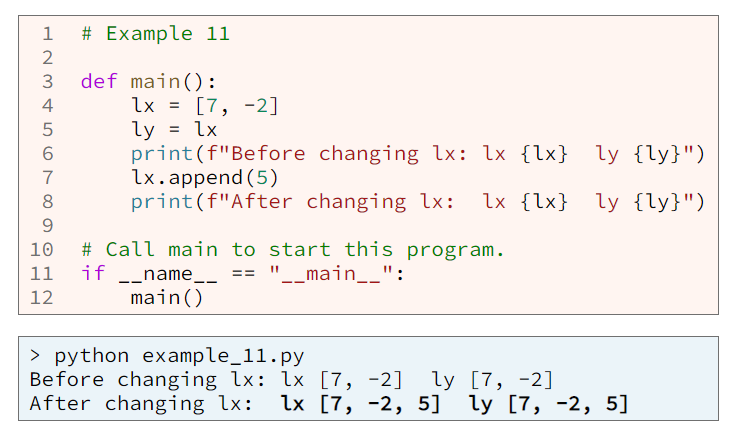 1 # Example 11
2
3 def main():
4     lx = [7, -2]
5     ly = lx
6     print(f"Before changing lx: lx {lx}  ly {ly}")
7     lx.append(5)
8     print(f"After changing lx:  lx {lx}  ly {ly}")
9
10 # Call main to start this program.
11 if __name__ == "__main__":
12     main()
> python example_11.py
Before changing lx: lx [7, -2]  ly [7, -2]
After changing lx:  lx [7, -2, 5]  ly [7, -2, 5]